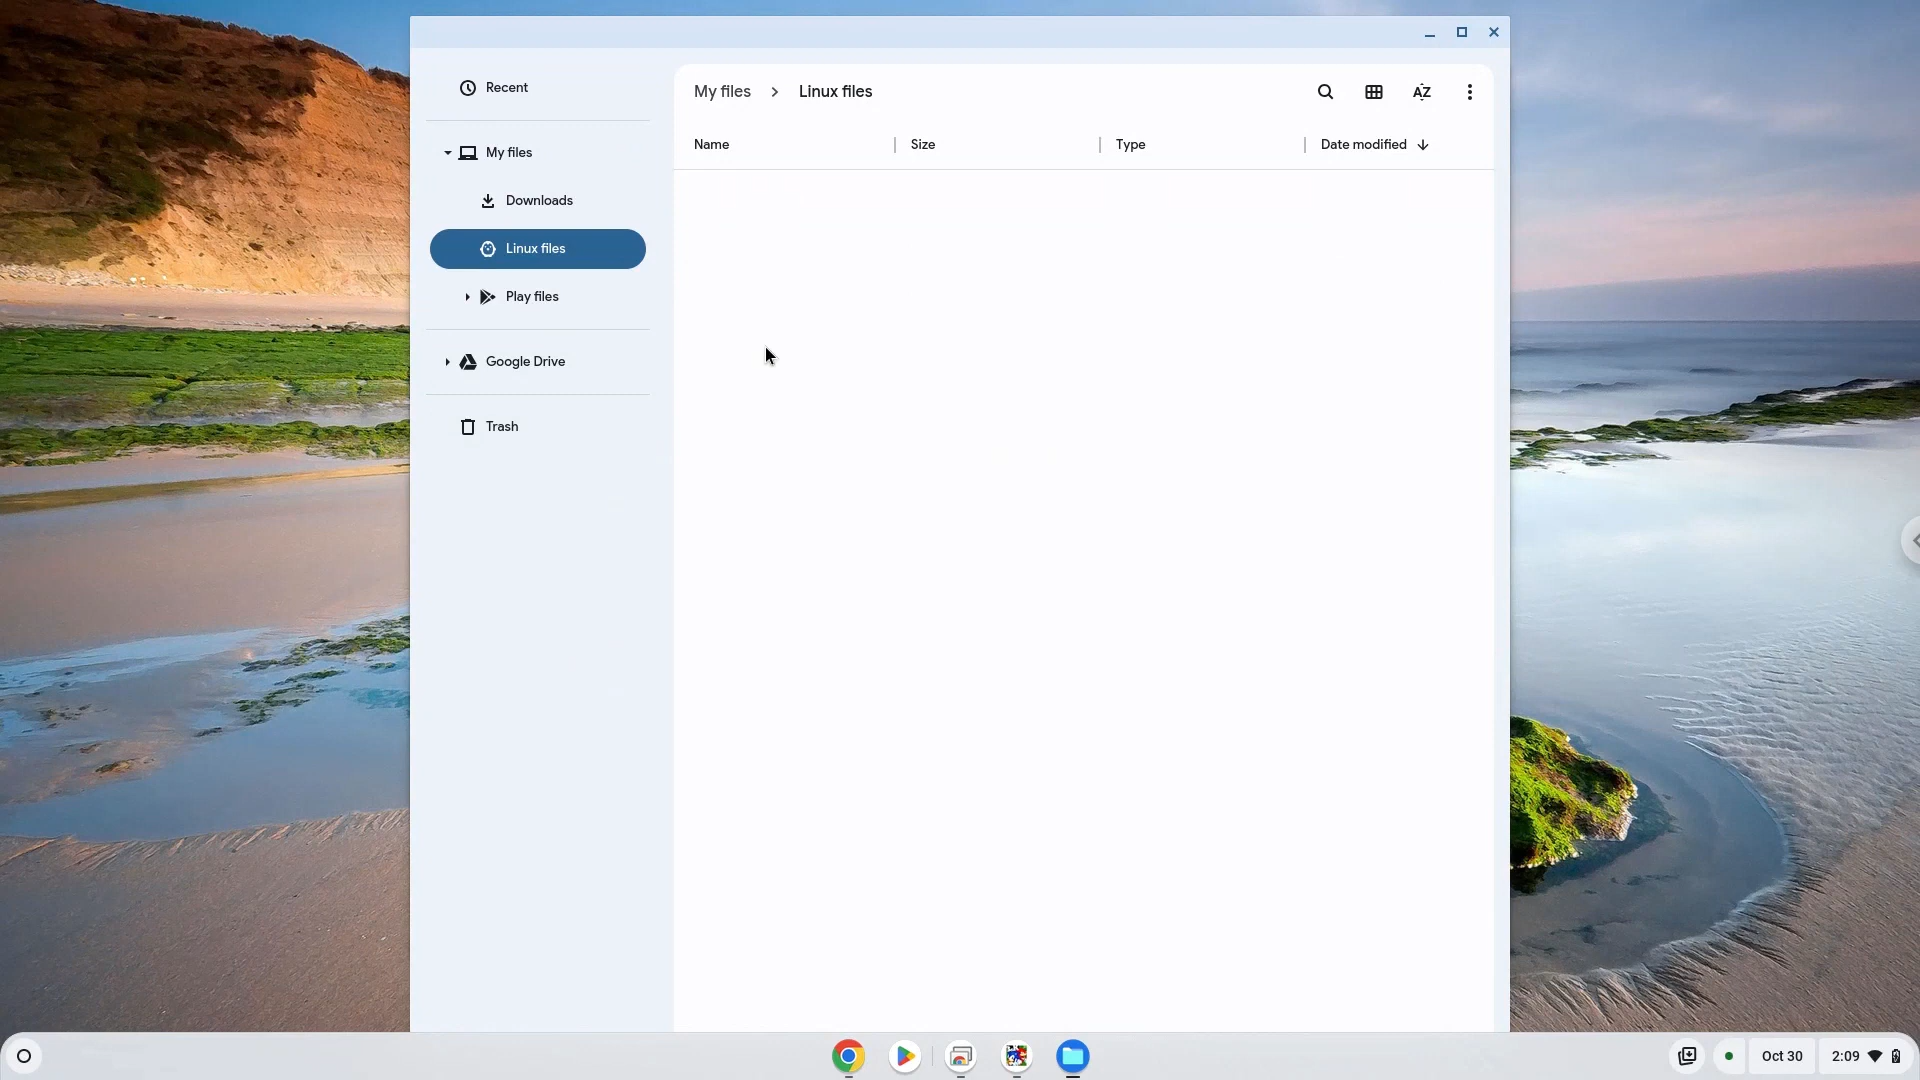 Recent
My files
Downloads
Linux files
Play files
Google Drive
Trash
My files > Linux files
AZ
Name
Size
Type
Date modified
Oct 30
2:09